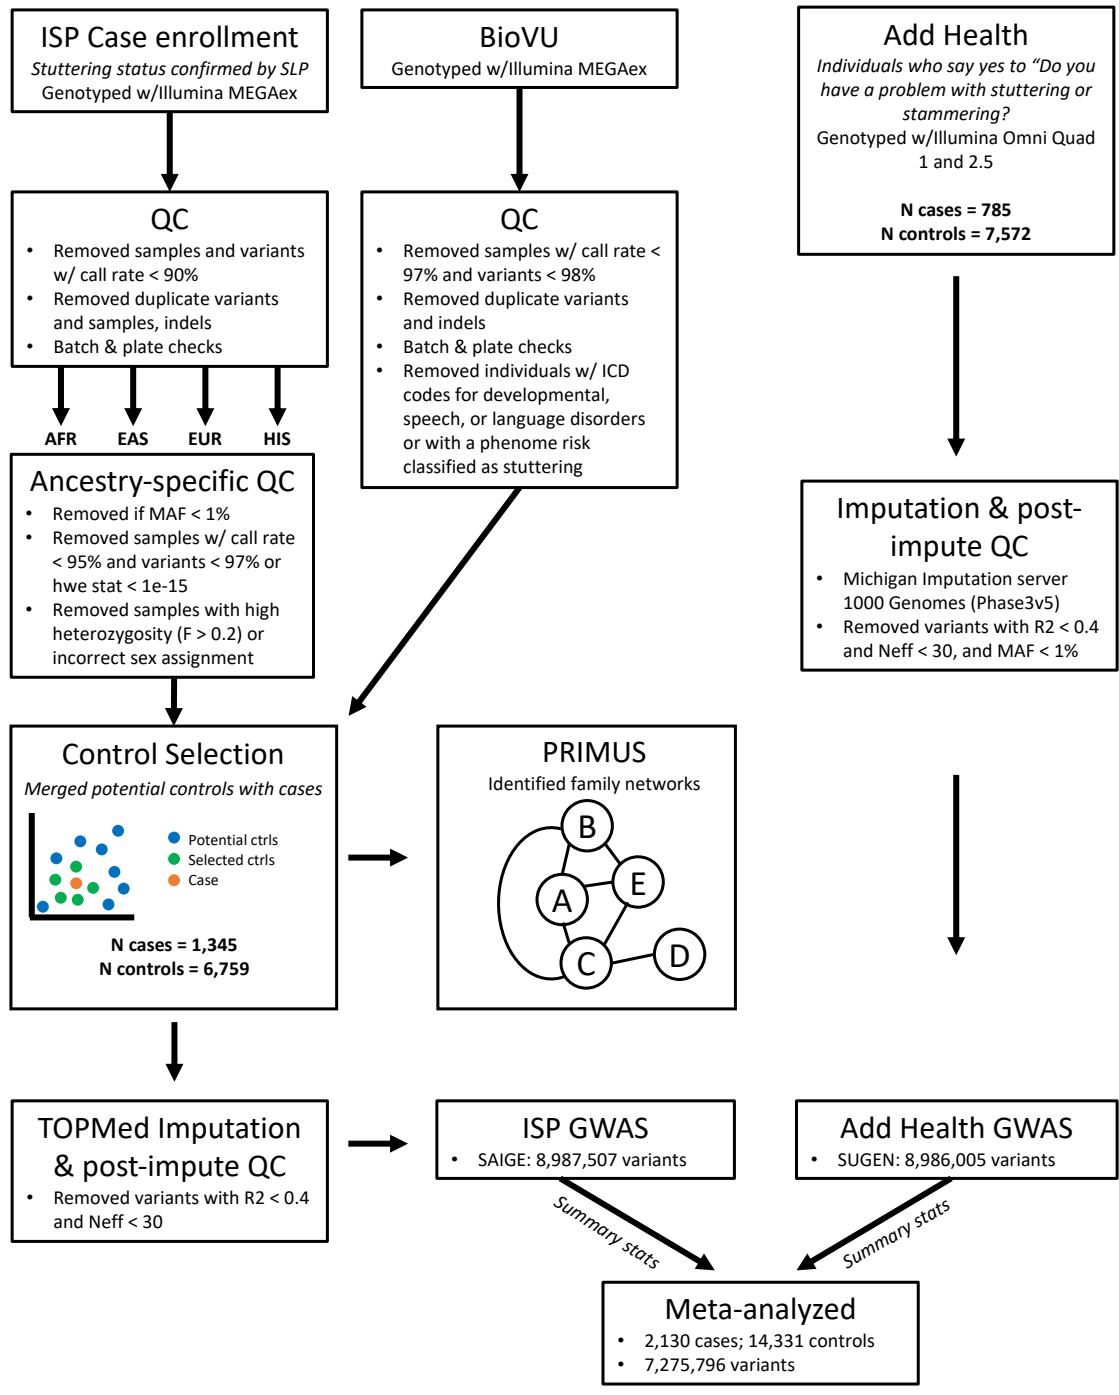 ISP Case enrollment
Stuttering status confirmed by SLP
Genotyped w/Illumina MEGAex
BioVU
Genotyped w/Illumina MEGAex
Add Health
Individuals who say yes to “Do you
have a problem with stuttering or
stammering?
Genotyped w/Illumina Omni Quad
1 and 2.5
N cases = 785
N controls = 7,572
QC
• Removed samples and variants
w/ call rate < 90%
• Removed duplicate variants
and samples, indels
• Batch & plate checks
QC
• Removed samples w/ call rate <
97% and variants < 98%
• Removed duplicate variants
and indels
• Batch & plate checks
• Removed individuals w/ ICD
codes for developmental,
speech, or language disorders
or with a phenome risk
classified as stuttering
AFR EAS EUR HIS
Ancestry-specific QC
• Removed if MAF < 1%
• Removed samples w/ call rate
< 95% and variants < 97% or
hwe stat < 1e-15
• Removed samples with high
heterozygosity (F > 0.2) or
incorrect sex assignment
Imputation & post-
impute QC
• Michigan Imputation server
1000 Genomes (Phase3v5)
• Removed variants with R2 < 0.4
and Neff < 30, and MAF < 1%
Control Selection
Merged potential controls with cases
Potential ctrls
Selected ctrls
Case
N cases = 1,345
N controls = 6,759
PRIMUS
Identified family networks
B
E
A
D
C
TOPMed Imputation
& post-impute QC
• Removed variants with R2 < 0.4
and Neff < 30
ISP GWAS
• SAIGE: 8,987,507 variants
Add Health GWAS
• SUGEN: 8,986,005 variants
Summary stats
Summary stats
Meta-analyzed
• 2,130 cases; 14,331 controls
• 7,275,796 variants